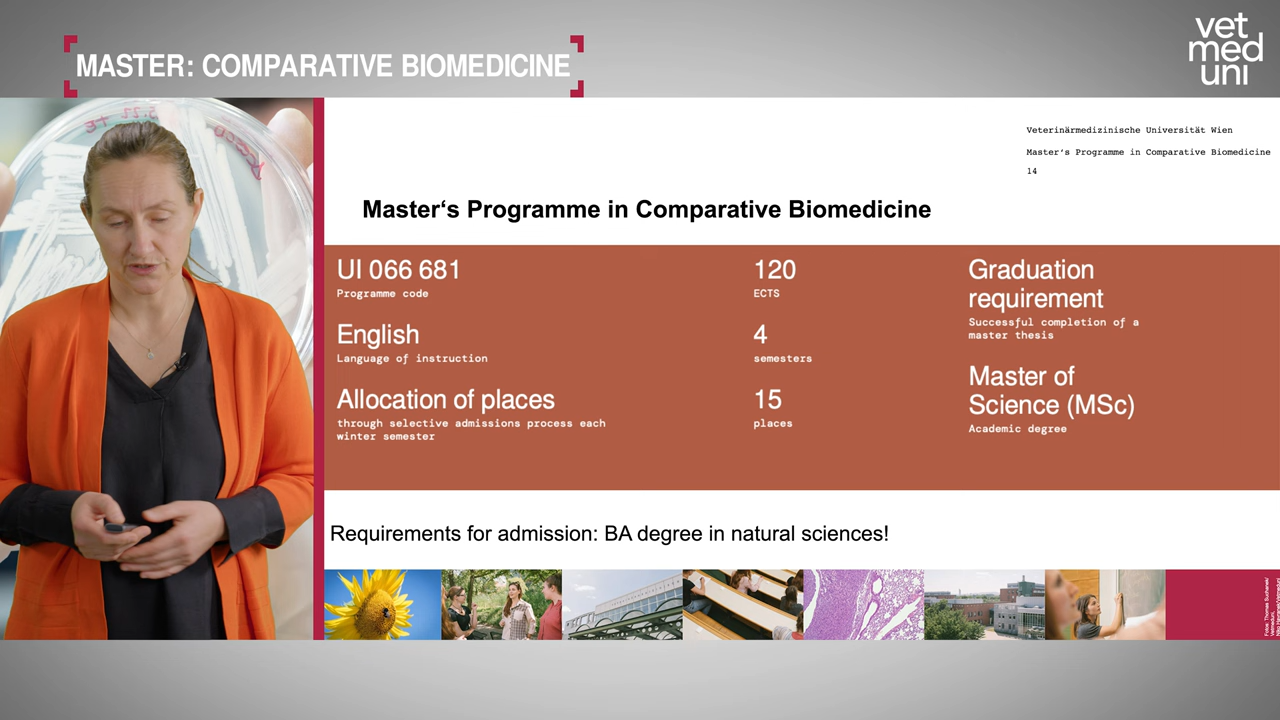 MASTER: COMPARATIVE BIOMEDICINE
vet
med
uni
Veterinärmedizinische Universität Wien
Master‘s Programme in Comparative Biomedicine
14
Master‘s Programme in Comparative Biomedicine
UI 066 681
Programme code
English
Language of instruction
Allocation of places
through selective admissions process each
winter semester
120
ECTS
4
semesters
15
places
Graduation
requirement
Successful completion of a
master thesis
Master of
Science (MSc)
Academic degree
Requirements for admission: BA degree in natural sciences!